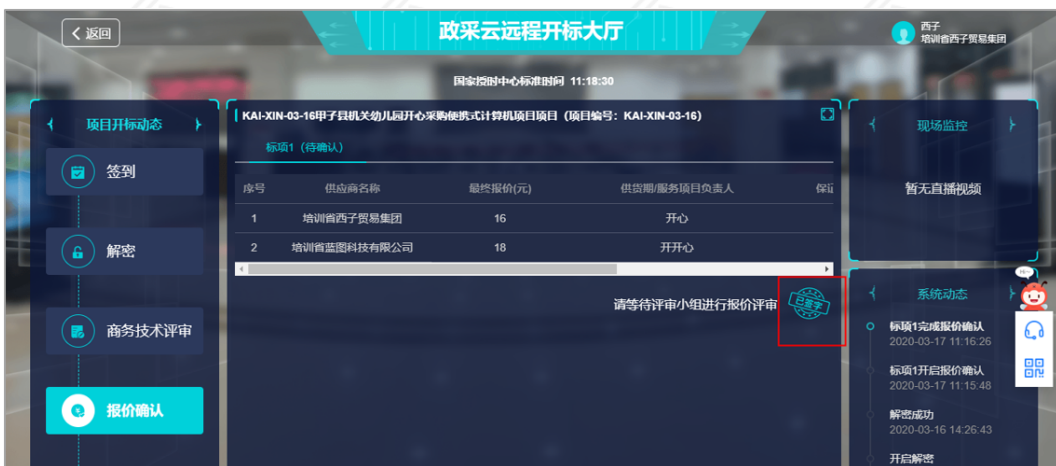 返回
政采云远程开标大厅
西子
培训省西子贸易集团
国家授时中心标准时间 11:18:30
项目开标动态
签到
解密
商务技术评审
报价确认
KAI-XIN-03-16甲子县机关幼儿园开心采购便携式计算机项目项目（项目编号：KAI-XIN-03-16）
标项1（待确认）
序号 供应商名称 最终报价(元) 供货期/服务项目负责人 保证
1 培训省西子贸易集团 16 开心
2 培训省蓝图科技有限公司 18 开开心
请等待评审小组进行报价评审
已签字
现场监控
暂无直播视频
系统动态
标项1完成报价确认
2020-03-17 11:16:26
标项1开启报价确认
2020-03-17 11:15:48
解密成功
2020-03-16 14:26:43
开启解密